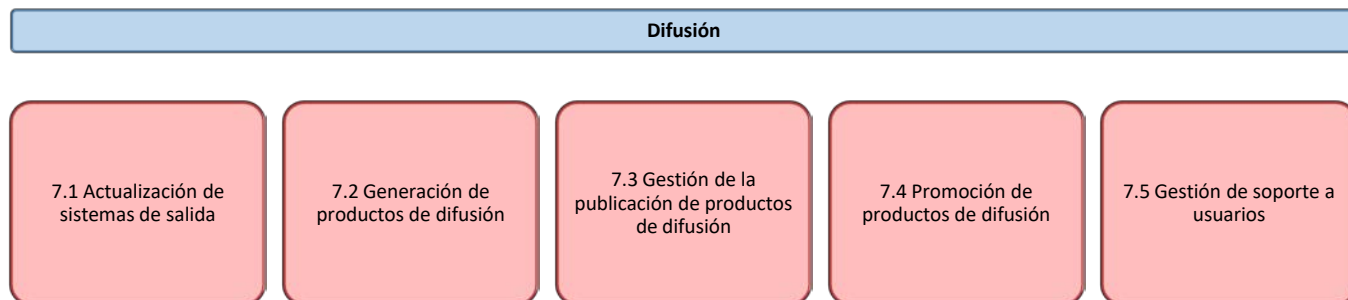 Difusión
7.1 Actualización de
sistemas de salida
7.2 Generación de
productos de difusión
7.3 Gestión de la
publicación de productos
de difusión
7.4 Promoción de
productos de difusión
7.5 Gestión de soporte a
usuarios